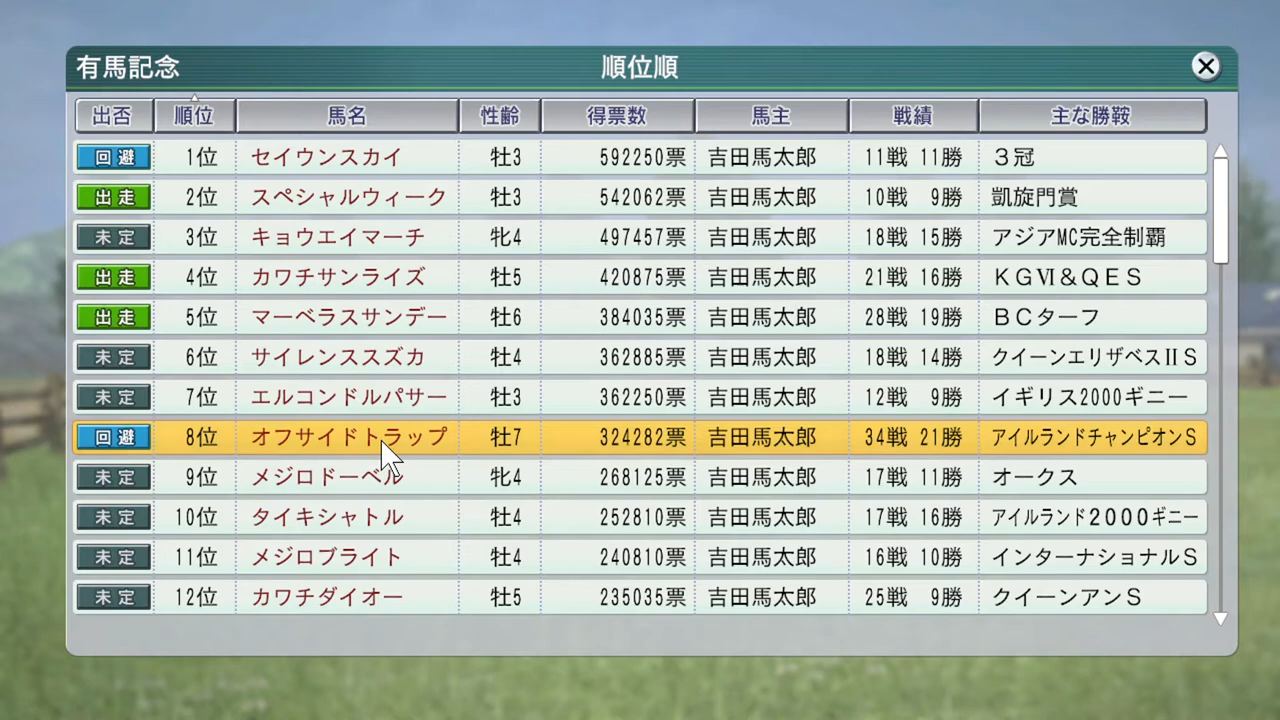 有馬記念 順位順
出否 順位 馬名 性齢 得票数 馬主 戦績 主な勝鞍
回避 1位 セイウンスカイ 牡3 592250票 吉田馬太郎 11戦 11勝 3冠
出走 2位 スペシャルウィーク 牡3 542062票 吉田馬太郎 10戦 9勝 凱旋門賞
未定 3位 キョウエイマーチ 牝4 497457票 吉田馬太郎 18戦 15勝 アジアMC完全制覇
出走 4位 カワチサンライズ 牡5 420875票 吉田馬太郎 21戦 16勝 KGⅥ&QES
出走 5位 マーベラスサンデー 牡6 384035票 吉田馬太郎 28戦 19勝 BCターフ
未定 6位 サイレンススズカ 牡4 362885票 吉田馬太郎 18戦 14勝 クイーンエリザベスⅡS
未定 7位 エルコンドルパサー 牡3 362250票 吉田馬太郎 12戦 9勝 イギリス2000ギニー
回避 8位 オフサイドトラップ 牡7 324282票 吉田馬太郎 34戦 21勝 アイルランドチャンピオンS
未定 9位 メジロドーベル 牝4 268125票 吉田馬太郎 17戦 11勝 オークス
未定 10位 タイキシャトル 牡4 252810票 吉田馬太郎 17戦 16勝 アイルランド2000ギニー
未定 11位 メジロブライト 牡4 240810票 吉田馬太郎 16戦 10勝 インターナショナルS
未定 12位 カワチダイオー 牡5 235035票 吉田馬太郎 25戦 9勝 クイーンアンS